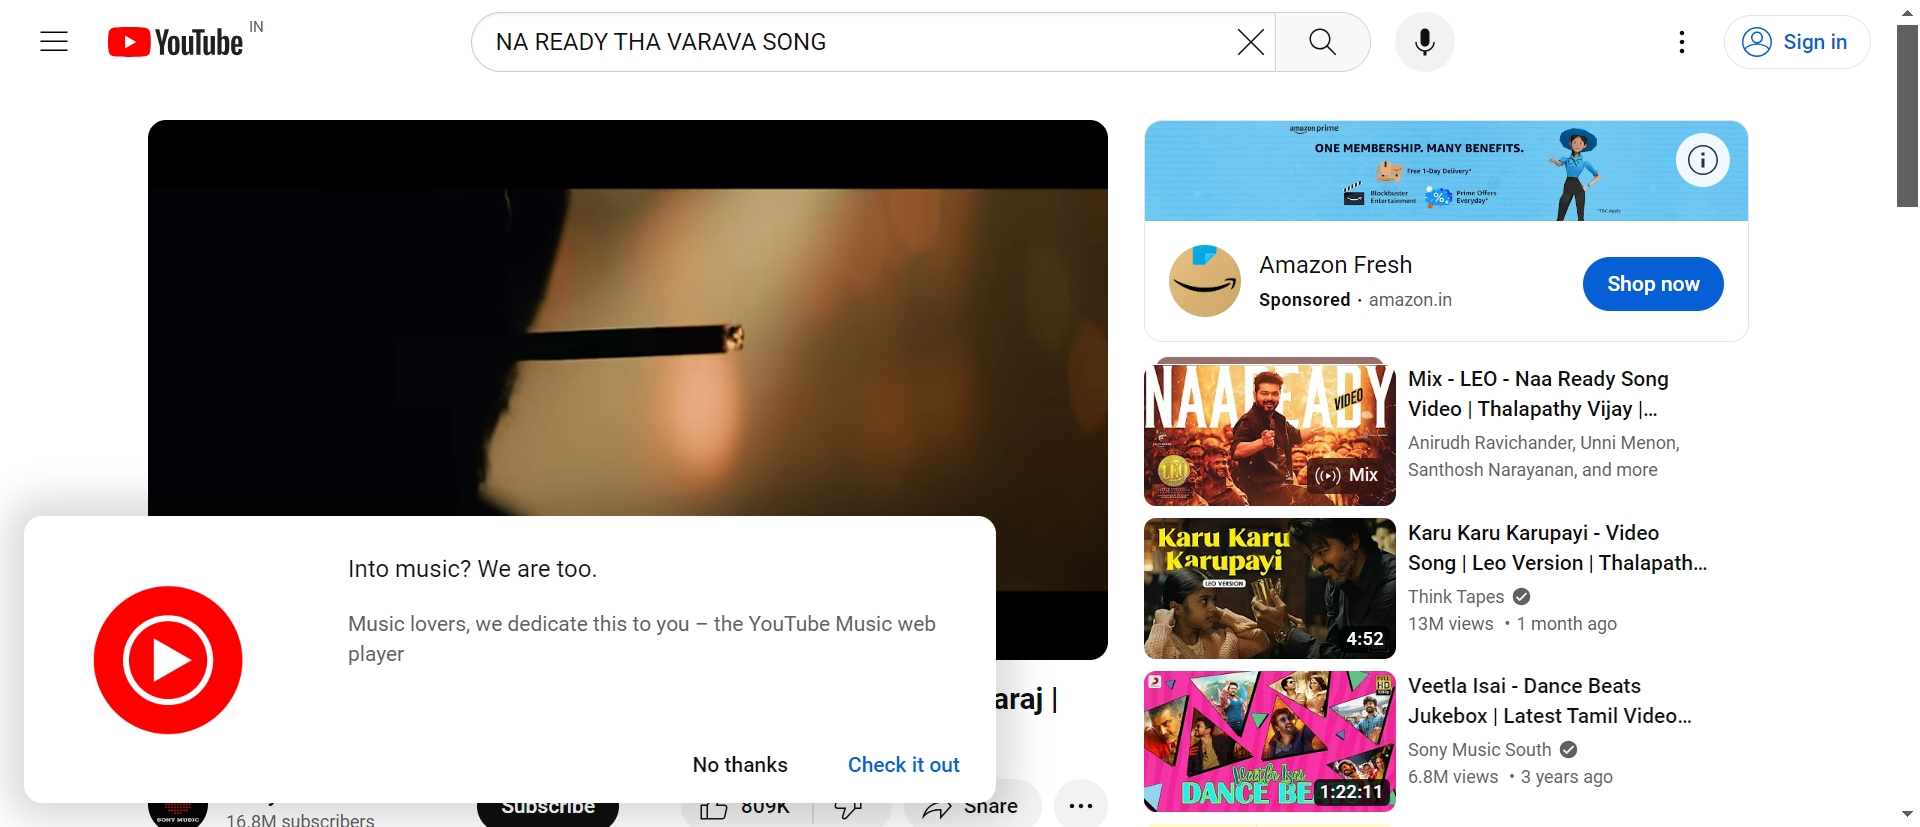 YouTube IN
NA READY THA VARAVA SONG
Sign in
amazon prime
ONE MEMBERSHIP. MANY BENEFITS.
Free 1-Day Delivery*
Blockbuster
Entertainment
Prime Offers
Everyday*
*T&C Apply
Amazon Fresh
Sponsored · amazon.in
Shop now
NAA READY
VIDEO
LEO
Mix
Mix - LEO - Naa Ready Song
Video | Thalapathy Vijay |...
Anirudh Ravichander, Unni Menon,
Santhosh Narayanan, and more
Karu Karu
Karupayi
LEO VERSION
4:52
Karu Karu Karupayi - Video
Song | Leo Version | Thalapath...
Think Tapes
13M views • 1 month ago
FULL HD
Veetla Isai
DANCE BE
1:22:11
Veetla Isai - Dance Beats
Jukebox | Latest Tamil Video...
Sony Music South
6.8M views • 3 years ago
Into music? We are too.
Music lovers, we dedicate this to you – the YouTube Music web
player
No thanks
Check it out
araj |
SONY MUSIC
16.8M subscribers
Subscribe
809K
Share